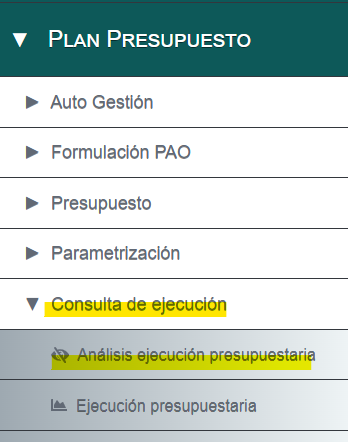 PLAN PRESUPUESTO
Auto Gestión
Formulación PAO
Presupuesto
Parametrización
Consulta de ejecución
Análisis ejecución presupuestaria
Ejecución presupuestaria